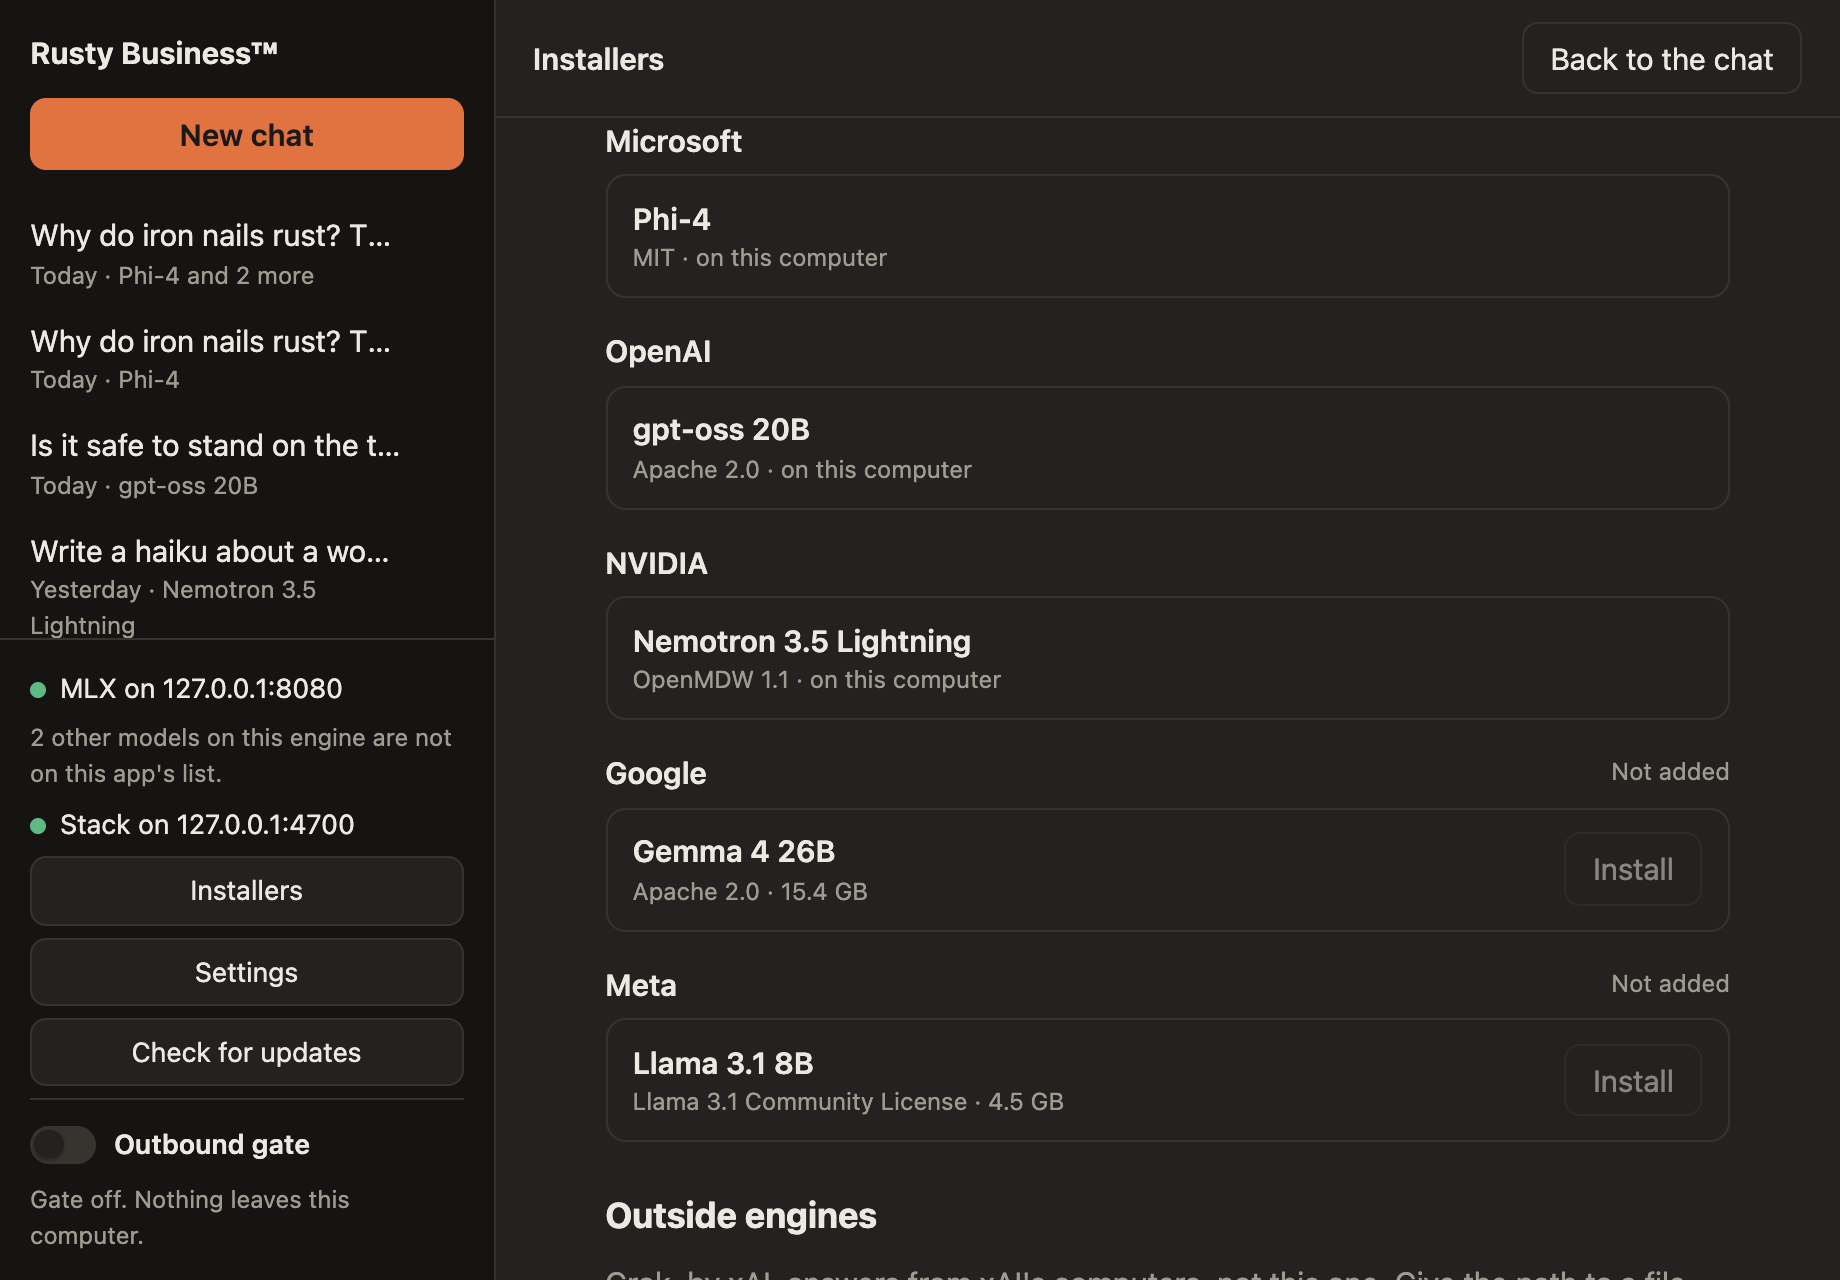 Rusty Business™
New chat
Why do iron nails rust? T...
Today · Phi-4 and 2 more
Why do iron nails rust? T...
Today · Phi-4
Is it safe to stand on the t...
Today · gpt-oss 20B
Write a haiku about a wo...
Yesterday · Nemotron 3.5
Lightning
MLX on 127.0.0.1:8080
2 other models on this engine are not
on this app's list.
Stack on 127.0.0.1:4700
Installers
Settings
Check for updates
Outbound gate
Gate off. Nothing leaves this
computer.
Installers
Back to the chat
Microsoft
Phi-4
MIT · on this computer
OpenAI
gpt-oss 20B
Apache 2.0 · on this computer
NVIDIA
Nemotron 3.5 Lightning
OpenMDW 1.1 · on this computer
Google
Not added
Gemma 4 26B
Apache 2.0 · 15.4 GB
Install
Meta
Not added
Llama 3.1 8B
Llama 3.1 Community License · 4.5 GB
Install
Outside engines